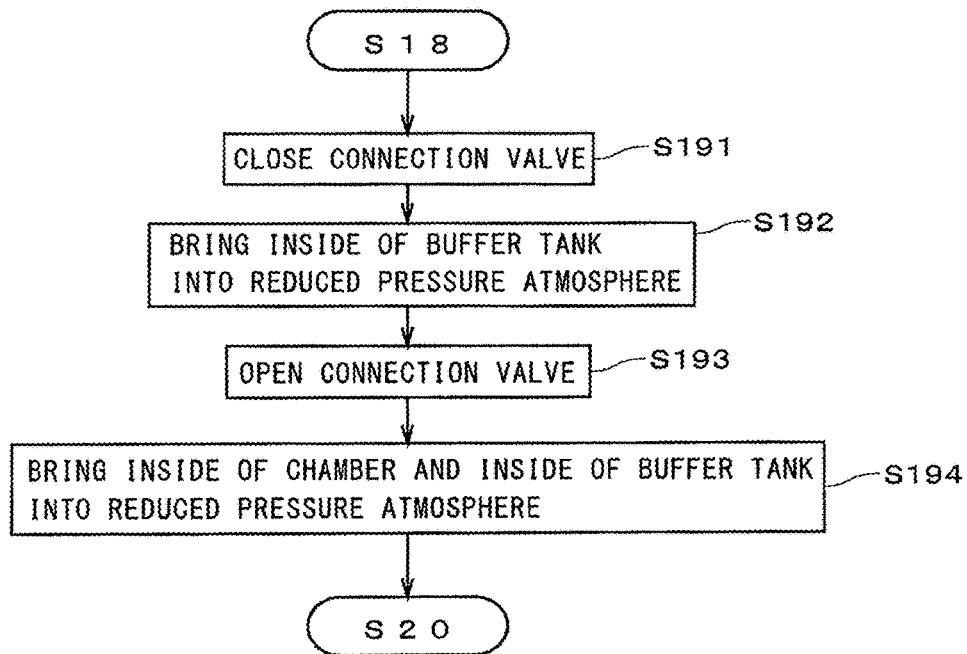 S18
CLOSE CONNECTION VALVE
S191
BRING INSIDE OF BUFFER TANK
INTO REDUCED PRESSURE ATMOSPHERE
S192
OPEN CONNECTION VALVE
S193
BRING INSIDE OF CHAMBER AND INSIDE OF BUFFER TANK
INTO REDUCED PRESSURE ATMOSPHERE
S194
S20